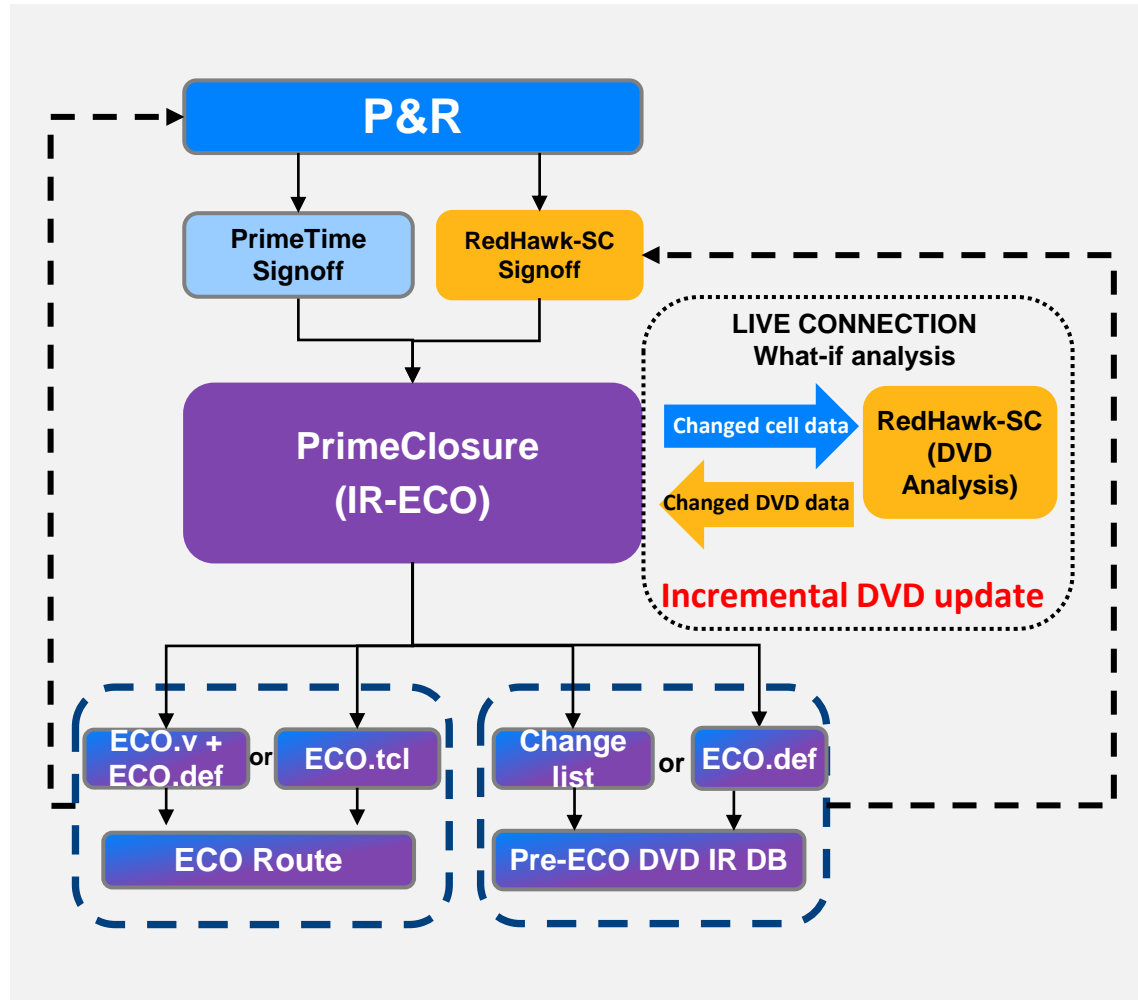 P&R
PrimeTime
Signoff
RedHawk-SC
Signoff
LIVE CONNECTION
What-if analysis
PrimeClosure
(IR-ECO)
Changed cell data
Changed DVD data
RedHawk-SC
(DVD
Analysis)
Incremental DVD update
ECO.v +
ECO.def
or
ECO.tcl
ECO Route
Change
list
or
ECO.def
Pre-ECO DVD IR DB